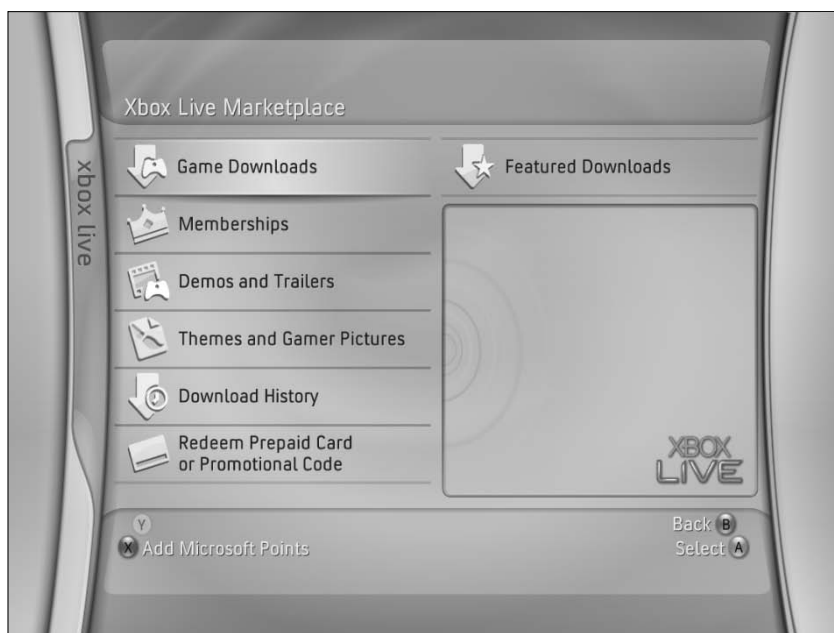 Xbox Live Marketplace
xbox live
Game Downloads
Memberships
Demos and Trailers
Themes and Gamer Pictures
Download History
Redeem Prepaid Card
or Promotional Code
Featured Downloads
XBOX
LIVE
Y
X Add Microsoft Points
Back B
Select A